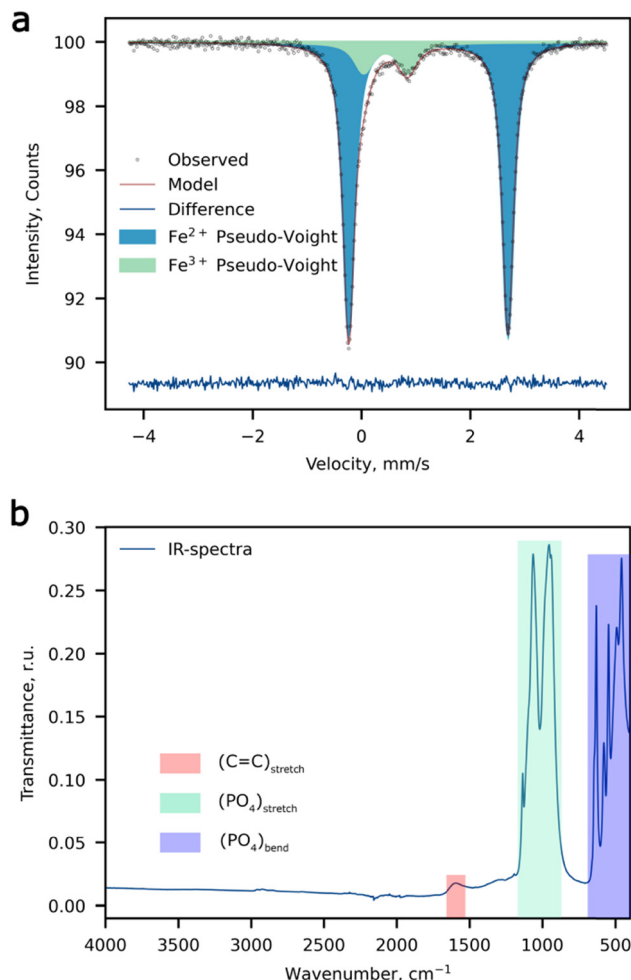 a
100
98
96
94
92
90
Intensity, Counts
Observed
Model
Difference
Fe2+ Pseudo-Voight
Fe3+ Pseudo-Voight
−4 −2 0 2 4
Velocity, mm/s
b
0.30
0.25
0.20
0.15
0.10
0.05
0.00
Transmittance, r.u.
IR-spectra
(C=C)stretch
(PO4)stretch
(PO4)bend
4000 3500 3000 2500 2000 1500 1000 500
Wavenumber, cm−1